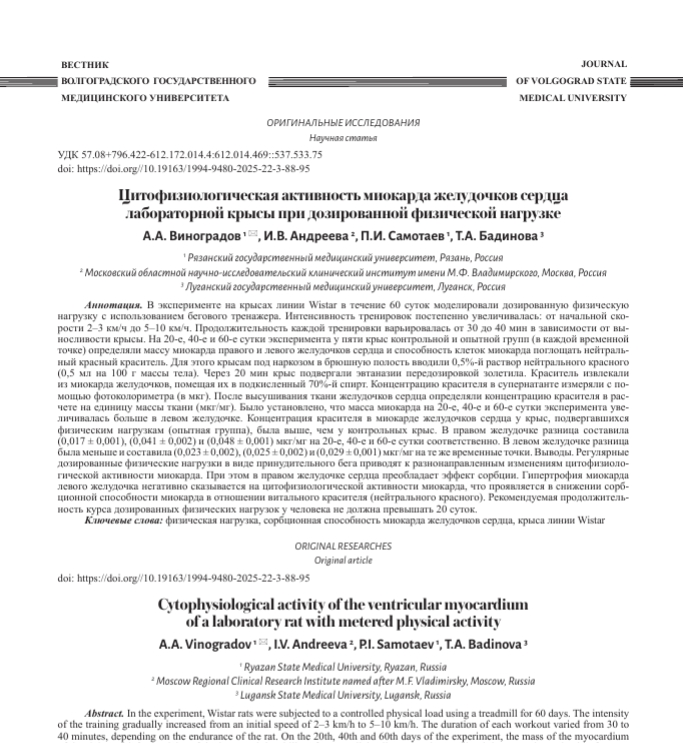 ВЕСТНИК
ВОЛГОГРАДСКОГО ГОСУДАРСТВЕННОГО
МЕДИЦИНСКОГО УНИВЕРСИТЕТА
JOURNAL
OF VOLGOGRAD STATE
MEDICAL UNIVERSITY
ОРИГИНАЛЬНЫЕ ИССЛЕДОВАНИЯ
Научная статья
УДК 57.08+796.422-612.172.014.4:612.014.469::537.533.75
doi: https://doi.org//10.19163/1994-9480-2025-22-3-88-95
Цитофизиологическая активность миокарда желудочков сердца
лабораторной крысы при дозированной физической нагрузке
А.А. Виноградов ¹ ✉, И.В. Андреева ², П.И. Самотаев ¹, Т.А. Бадинова ³
¹ Рязанский государственный медицинский университет, Рязань, Россия
² Московский областной научно-исследовательский клинический институт имени М.Ф. Владимирского, Москва, Россия
³ Луганский государственный медицинский университет, Луганск, Россия
Аннотация. В эксперименте на крысах линии Wistar в течение 60 суток моделировали дозированную физическую
нагрузку с использованием бегового тренажера. Интенсивность тренировок постепенно увеличивалась: от начальной ско-
рости 2–3 км/ч до 5–10 км/ч. Продолжительность каждой тренировки варьировалась от 30 до 40 мин в зависимости от вы-
носливости крысы. На 20-е, 40-е и 60-е сутки эксперимента у пяти крыс контрольной и опытной групп (в каждой временной
точке) определяли массу миокарда правого и левого желудочков сердца и способность клеток миокарда поглощать нейтраль-
ный красный краситель. Для этого крысам под наркозом в брюшную полость вводили 0,5%-й раствор нейтрального красного
(0,5 мл на 100 г массы тела). Через 20 мин крыс подвергали эвтаназии передозировкой золетила. Краситель извлекали
из миокарда желудочков, помещая их в подкисленный 70%-й спирт. Концентрацию красителя в супернатанте измеряли с по-
мощью фотоколориметра (в мкг). После высушивания ткани желудочков сердца определяли концентрацию красителя в рас-
чете на единицу массы ткани (мкг/мг). Было установлено, что масса миокарда на 20-е, 40-е и 60-е сутки эксперимента уве-
личивалась больше в левом желудочке. Концентрация красителя в миокарде желудочков сердца у крыс, подвергавшихся
физическим нагрузкам (опытная группа), была выше, чем у контрольных крыс. В правом желудочке разница составила
(0,017 ± 0,001), (0,041 ± 0,002) и (0,048 ± 0,001) мкг/мг на 20-е, 40-е и 60-е сутки соответственно. В левом желудочке разница
была меньше и составила (0,023 ± 0,002), (0,025 ± 0,002) и (0,029 ± 0,001) мкг/мг на те же временные точки. Выводы. Регулярные
дозированные физические нагрузки в виде принудительного бега приводят к разнонаправленным изменениям цитофизиоло-
гической активности миокарда. При этом в правом желудочке сердца преобладает эффект сорбции. Гипертрофия миокарда
левого желудочка негативно сказывается на цитофизиологической активности миокарда, что проявляется в снижении сорб-
ционной способности миокарда в отношении витального красителя (нейтрального красного). Рекомендуемая продолжитель-
ность курса дозированных физических нагрузок у человека не должна превышать 20 суток.
Ключевые слова: физическая нагрузка, сорбционная способность миокарда желудочков сердца, крыса линии Wistar
ORIGINAL RESEARCHES
Original article
doi: https://doi.org//10.19163/1994-9480-2025-22-3-88-95
Cytophysiological activity of the ventricular myocardium
of a laboratory rat with metered physical activity
A.A. Vinogradov ¹ ✉, I.V. Andreeva ², P.I. Samotaev ¹, T.A. Badinova ³
¹ Ryazan State Medical University, Ryazan, Russia
² Moscow Regional Clinical Research Institute named after M.F. Vladimirsky, Moscow, Russia
³ Lugansk State Medical University, Lugansk, Russia
Abstract. In the experiment, Wistar rats were subjected to a controlled physical load using a treadmill for 60 days. The intensity
of the training gradually increased from an initial speed of 2–3 km/h to 5–10 km/h. The duration of each workout varied from 30 to
40 minutes, depending on the endurance of the rat. On the 20th, 40th and 60th days of the experiment, the mass of the myocardium